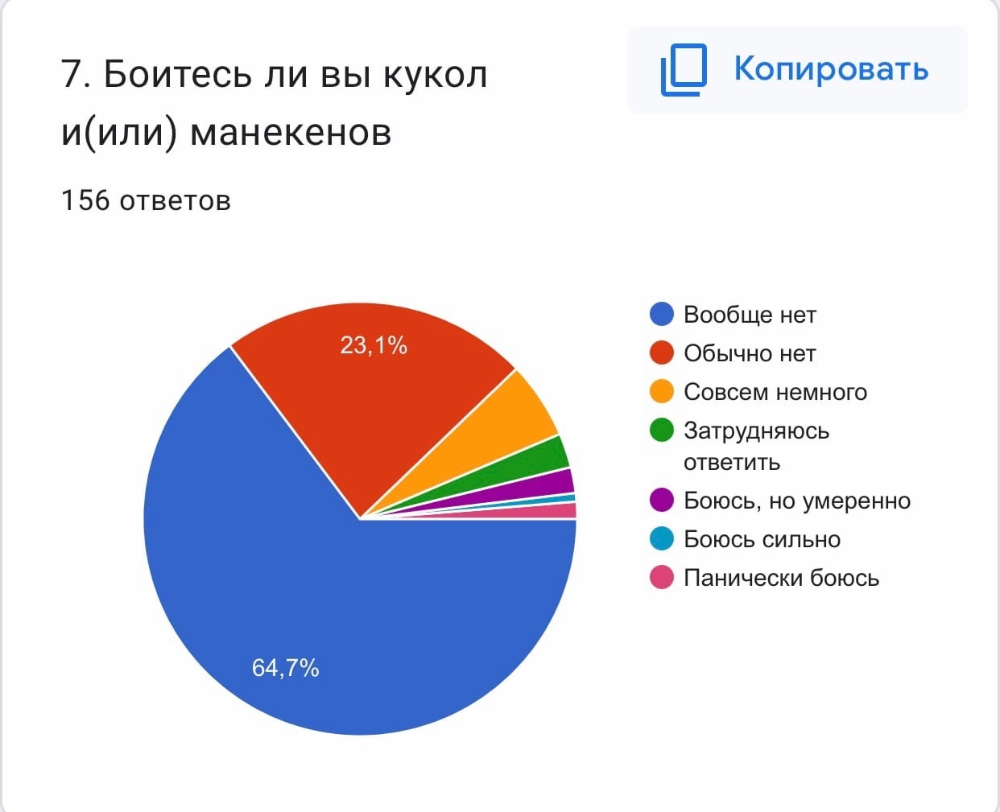 7. Боитесь ли вы кукол
и(или) манекенов
Копировать
156 ответов
23,1%
64,7%
Вообще нет
Обычно нет
Совсем немного
Затрудняюсь
ответить
Боюсь, но умеренно
Боюсь сильно
Панически боюсь